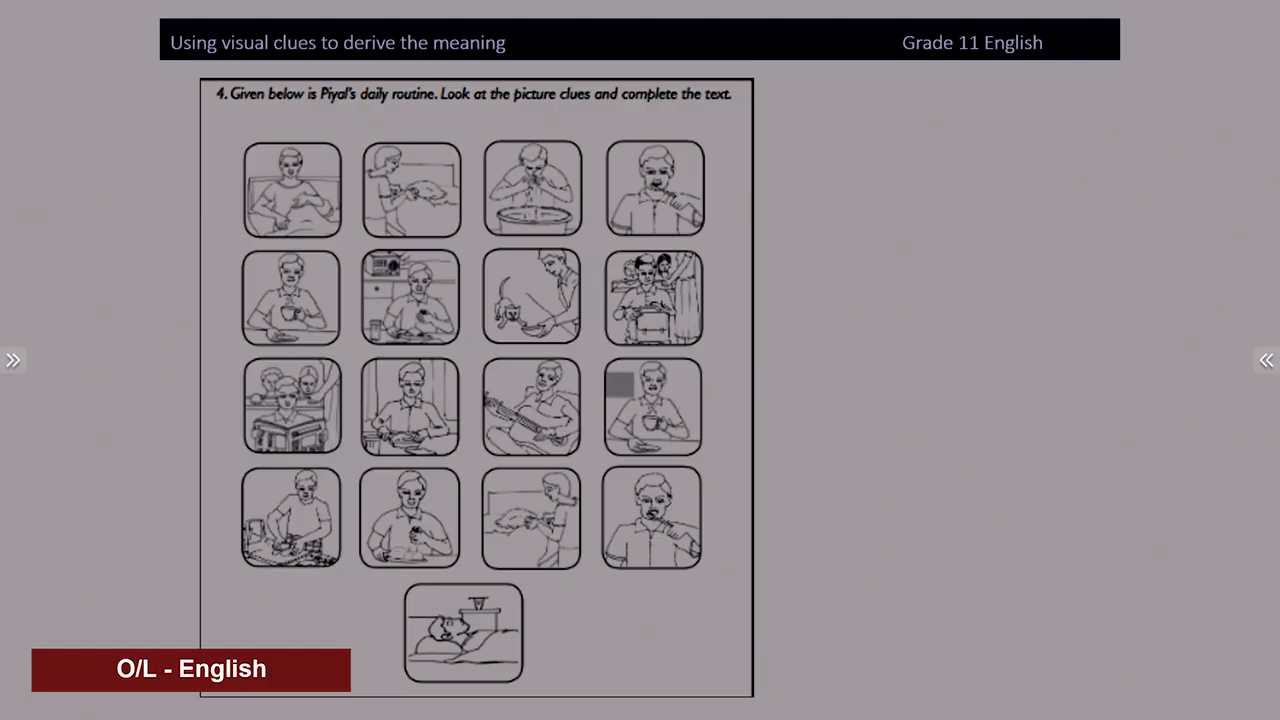 Using visual clues to derive the meaning
Grade 11 English
4. Given below is Piyal's daily routine. Look at the picture clues and complete the text.
O/L - English